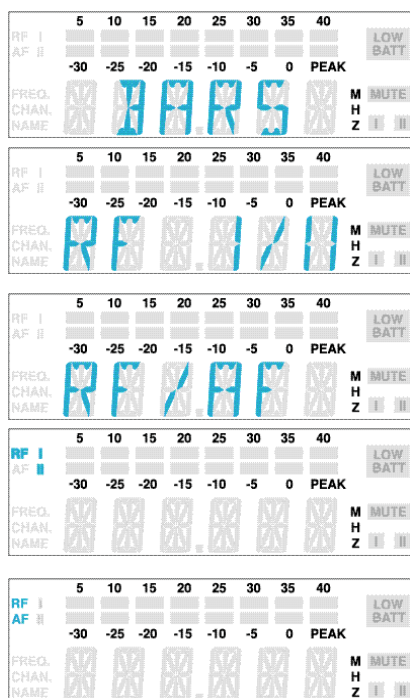 5 10 15 20 25 30 35 40
RF I LOW
AF II BATT
-30 -25 -20 -15 -10 -5 0 PEAK
FREQ. M MUTE
CHAN. BARS H
NAME Z I II
5 10 15 20 25 30 35 40
RF I LOW
AF II BATT
-30 -25 -20 -15 -10 -5 0 PEAK
FREQ. M MUTE
CHAN. RF I/II H
NAME Z I II
5 10 15 20 25 30 35 40
RF I LOW
AF II BATT
-30 -25 -20 -15 -10 -5 0 PEAK
FREQ. M MUTE
CHAN. RF/AF H
NAME Z I II
5 10 15 20 25 30 35 40
RF I LOW
AF II BATT
-30 -25 -20 -15 -10 -5 0 PEAK
FREQ. M MUTE
CHAN. H
NAME Z I II
5 10 15 20 25 30 35 40
RF I LOW
AF II BATT
-30 -25 -20 -15 -10 -5 0 PEAK
FREQ. M MUTE
CHAN. H
NAME Z I II